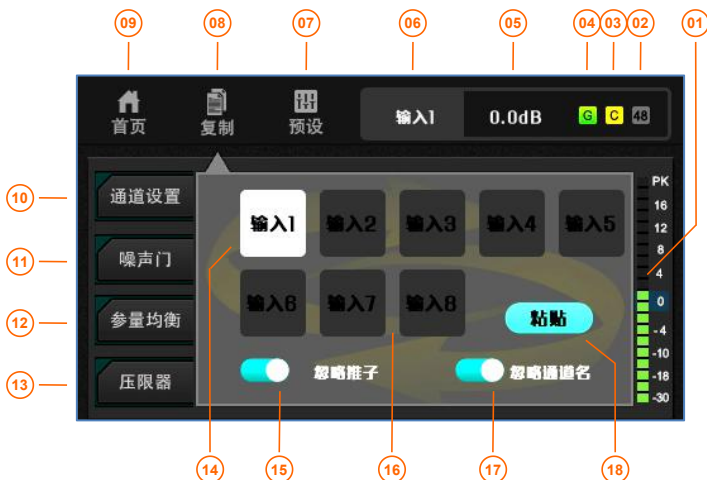 09 08 07 06 05 04 03 02 01
首页 复制 预设 输入1 0.0dB G C 48
10 通道设置
11 噪声门
12 参量均衡
13 压限器
输入1 输入2 输入3 输入4 输入5
输入6 输入7 输入8
粘贴
忽略推子 忽略通道名
PK
16
12
8
4
0
-4
-10
-18
-30
14 15 16 17 18